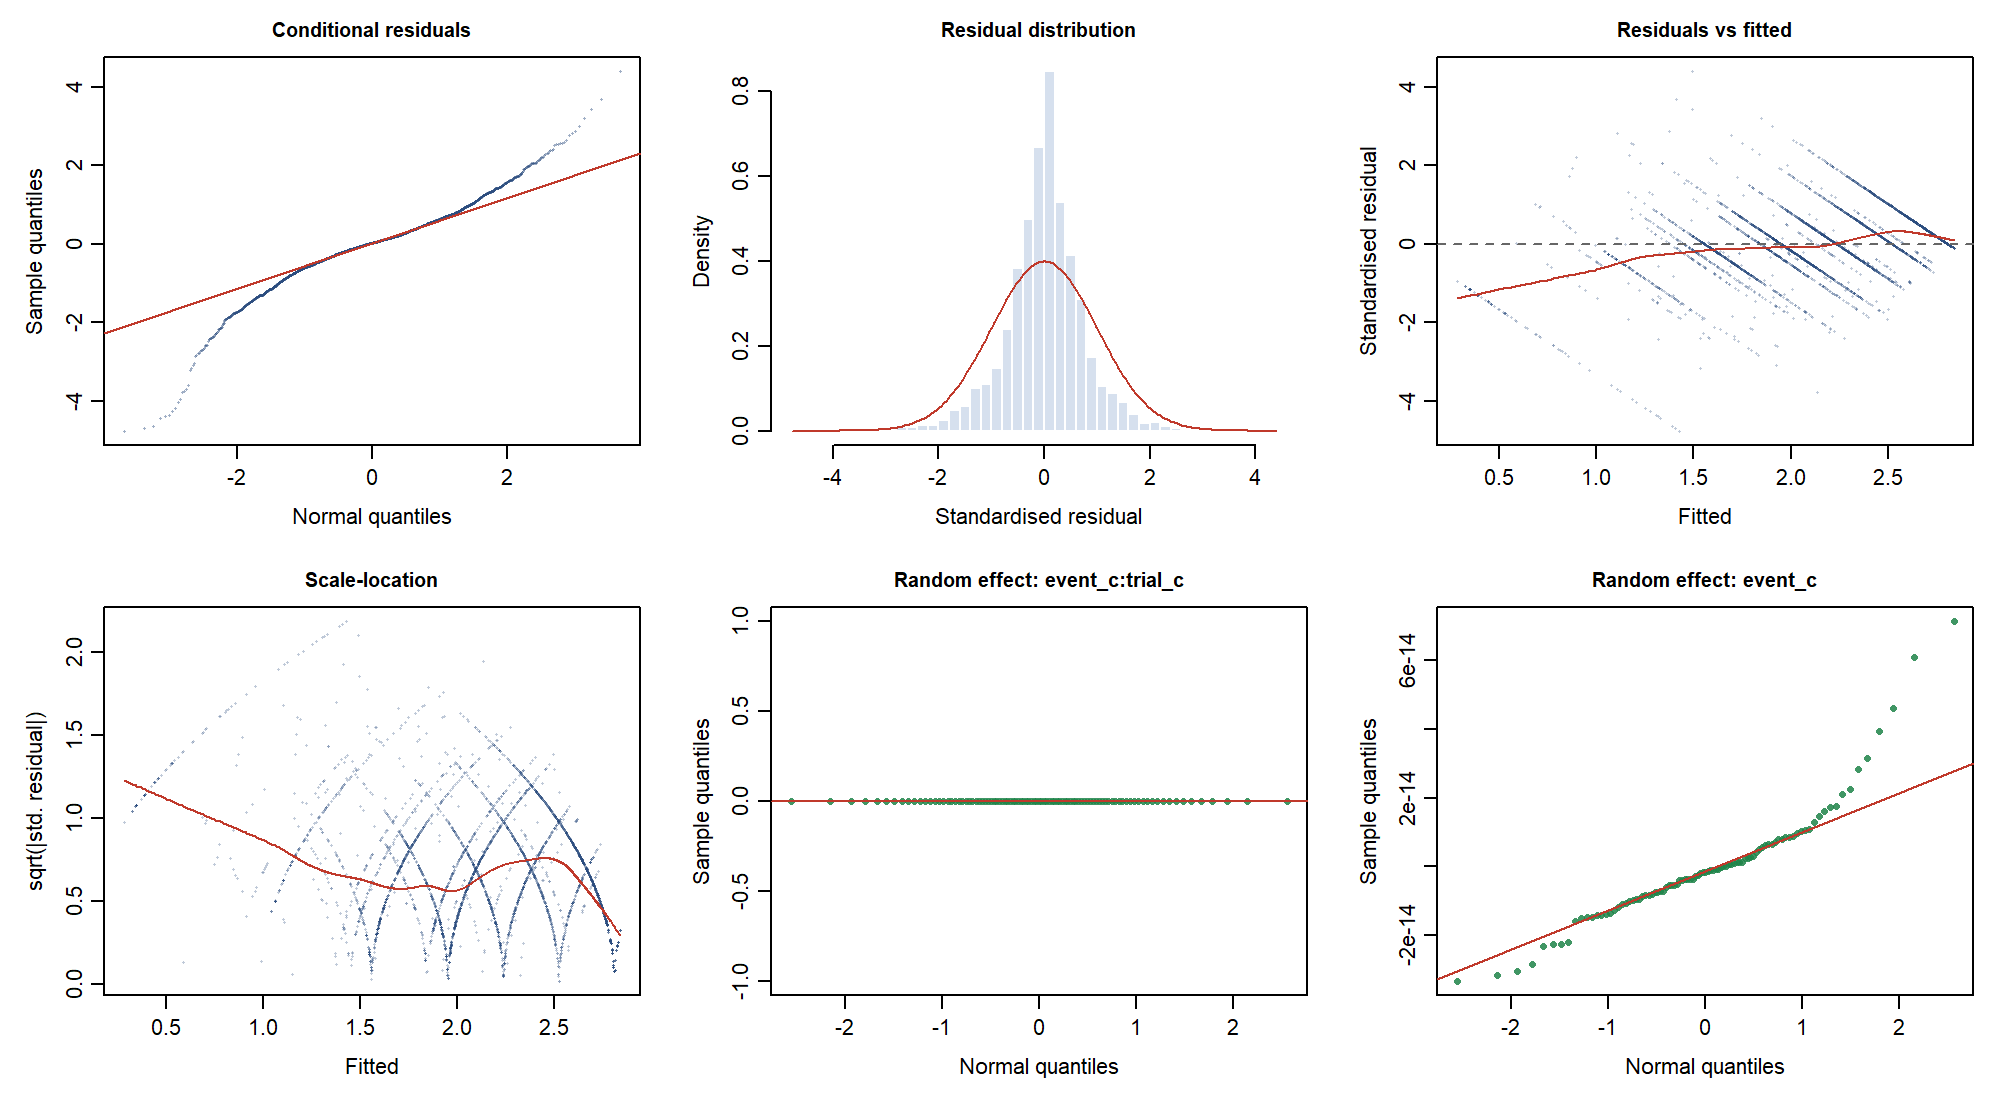 Conditional residuals
4
2
0
-2
-4
Sample quantiles
-2 0 2
Normal quantiles
Residual distribution
0.8
0.6
0.4
0.2
0.0
Density
-4 -2 0 2 4
Standardised residual
Residuals vs fitted
4
2
0
-2
-4
Standardised residual
0.5 1.0 1.5 2.0 2.5
Fitted
Scale-location
2.0
1.5
1.0
0.5
0.0
sqrt(|std. residual|)
0.5 1.0 1.5 2.0 2.5
Fitted
Random effect: event_c:trial_c
1.0
0.5
0.0
-0.5
-1.0
Sample quantiles
-2 -1 0 1 2
Normal quantiles
Random effect: event_c
6e-14
2e-14
-2e-14
Sample quantiles
-2 -1 0 1 2
Normal quantiles